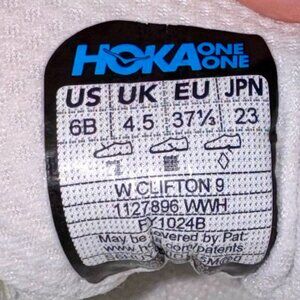 HOKA ONE ONE
US UK EU JPN
6B 4.5 37⅓ 23
W CLIFTON 9
1127896 WWH
FY1024B
May be covered by Pat.